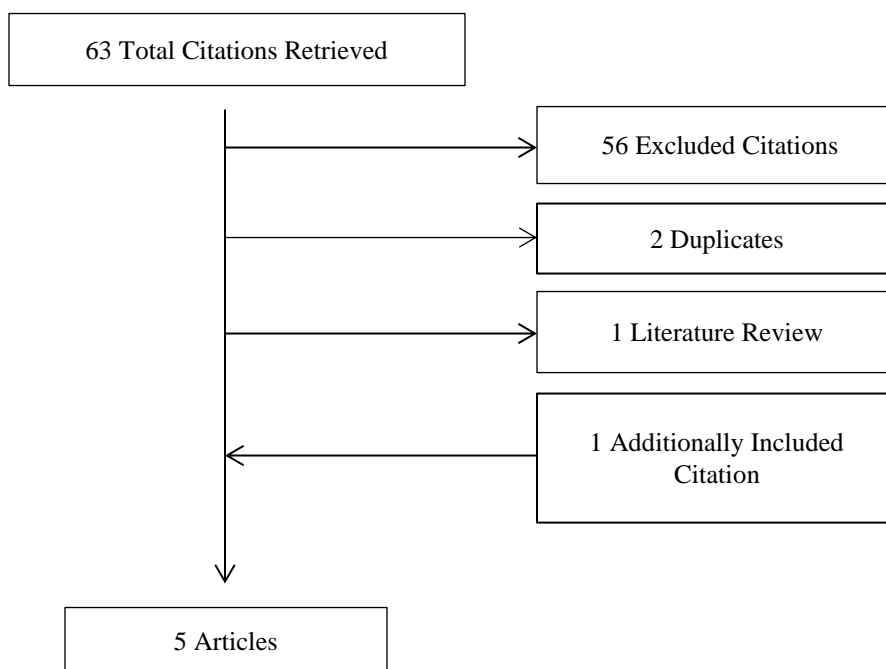 63 Total Citations Retrieved
56 Excluded Citations
2 Duplicates
1 Literature Review
1 Additionally Included
Citation
5 Articles